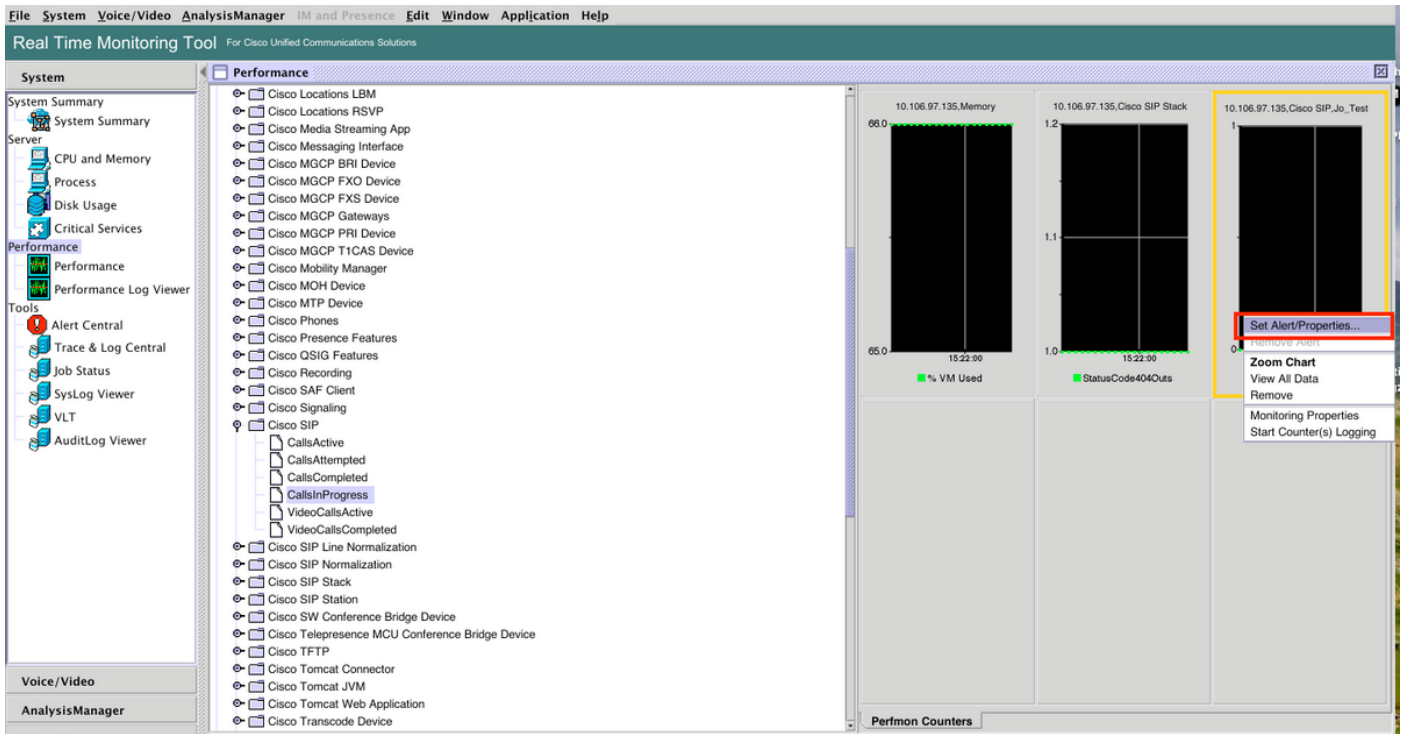 File System Voice/Video AnalysisManager IM and Presence Edit Window Application Help
Real Time Monitoring Tool For Cisco Unified Communications Solutions
System
System Summary
System Summary
Server
CPU and Memory
Process
Disk Usage
Critical Services
Performance
Performance
Performance Log Viewer
Tools
Alert Central
Trace & Log Central
Job Status
SysLog Viewer
VLT
AuditLog Viewer
Voice/Video
AnalysisManager
Performance
Cisco Locations LBM
Cisco Locations RSVP
Cisco Media Streaming App
Cisco Messaging Interface
Cisco MGCP BRI Device
Cisco MGCP FXO Device
Cisco MGCP FXS Device
Cisco MGCP Gateways
Cisco MGCP PRI Device
Cisco MGCP T1CAS Device
Cisco Mobility Manager
Cisco MOH Device
Cisco MTP Device
Cisco Phones
Cisco Presence Features
Cisco QSIG Features
Cisco Recording
Cisco SAF Client
Cisco Signaling
Cisco SIP
CallsActive
CallsAttempted
CallsCompleted
CallsInProgress
VideoCallsActive
VideoCallsCompleted
Cisco SIP Line Normalization
Cisco SIP Normalization
Cisco SIP Stack
Cisco SIP Station
Cisco SW Conference Bridge Device
Cisco Telepresence MCU Conference Bridge Device
Cisco TFTP
Cisco Tomcat Connector
Cisco Tomcat JVM
Cisco Tomcat Web Application
Cisco Transcode Device
10.106.97.135,Memory
66.0
65.0
15:22:00
% VM Used
10.106.97.135,Cisco SIP Stack
1.2
1.1
1.0
15:22:00
StatusCode404Outs
10.106.97.135,Cisco SIP,Jo_Test
1
0
Set Alert/Properties...
Remove Alert
Zoom Chart
View All Data
Remove
Monitoring Properties
Start Counter(s) Logging
Perfmon Counters